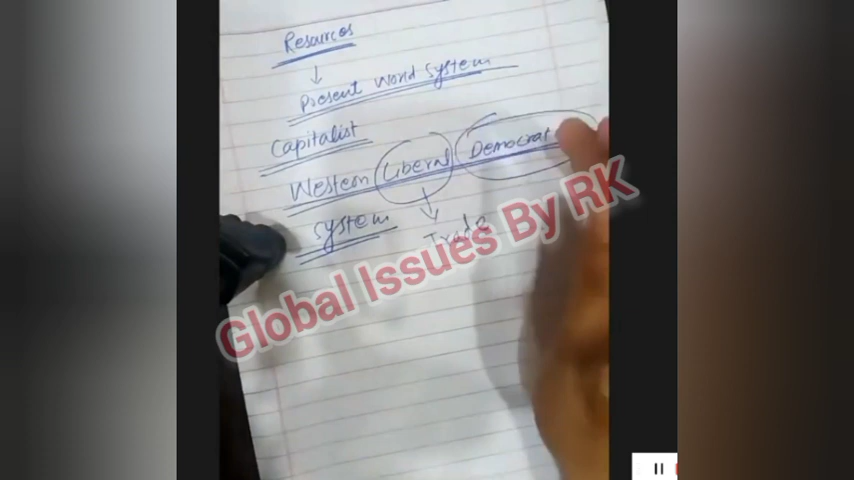 Resources
↓
Present World System
Capitalist
Western Liberal Democrat
↓
System
Trade
Global Issues By RK